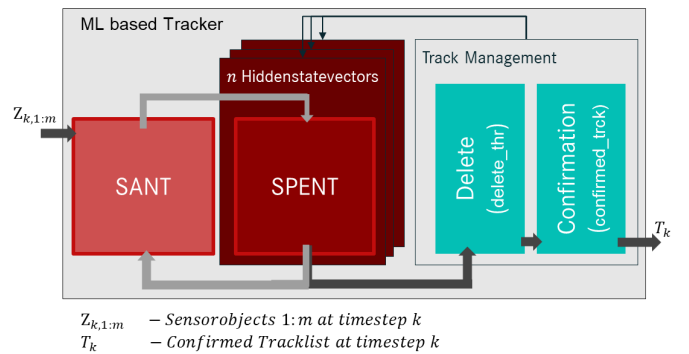 ML based Tracker
n Hiddenstatevectors
Track Management
Z_{k,1:m}
SANT
SPENT
Delete
(delete_thr)
Confirmation
(confirmed_trck)
T_k
Z_{k,1:m} – Sensorobjects 1:m at timestep k
T_k – Confirmed Tracklist at timestep k